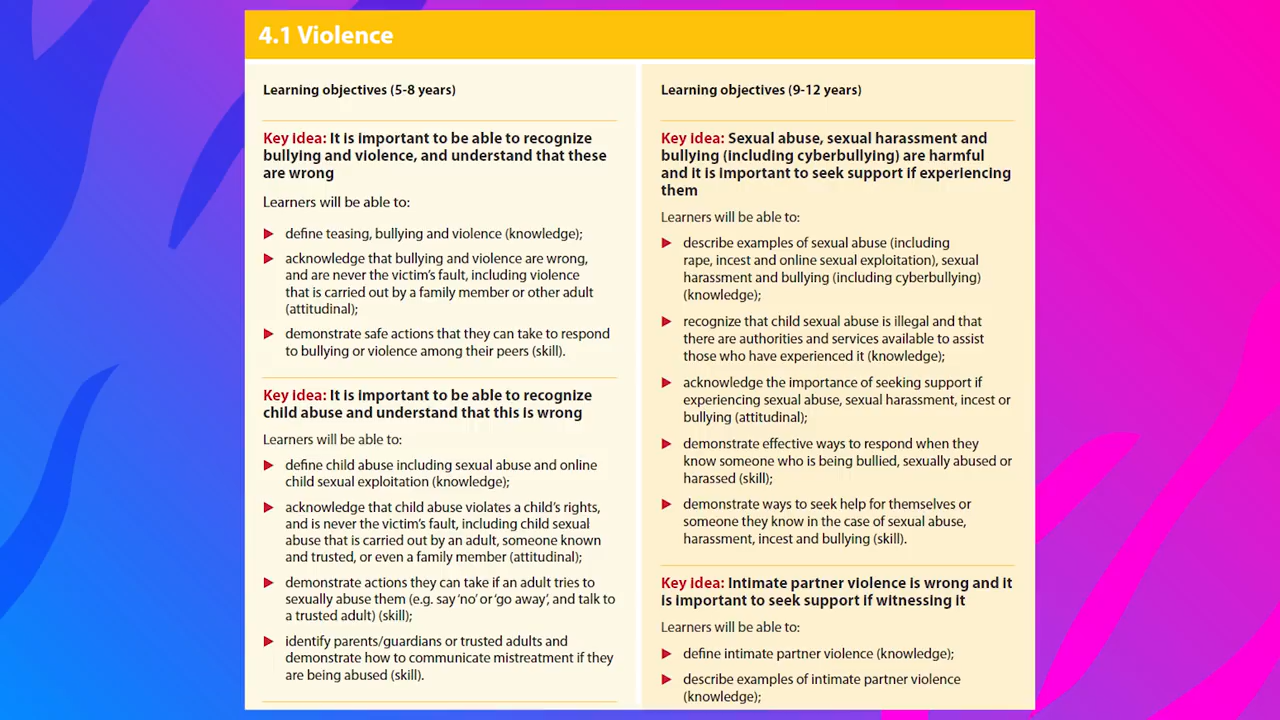 4.1 Violence
Learning objectives (5-8 years)
Key idea: It is important to be able to recognize
bullying and violence, and understand that these
are wrong
Learners will be able to:
define teasing, bullying and violence (knowledge);
acknowledge that bullying and violence are wrong,
and are never the victim's fault, including violence
that is carried out by a family member or other adult
(attitudinal);
demonstrate safe actions that they can take to respond
to bullying or violence among their peers (skill).
Key idea: It is important to be able to recognize
child abuse and understand that this is wrong
Learners will be able to:
define child abuse including sexual abuse and online
child sexual exploitation (knowledge);
acknowledge that child abuse violates a child's rights,
and is never the victim's fault, including child sexual
abuse that is carried out by an adult, someone known
and trusted, or even a family member (attitudinal);
demonstrate actions they can take if an adult tries to
sexually abuse them (e.g. say 'no' or 'go away', and talk to
a trusted adult) (skill);
identify parents/guardians or trusted adults and
demonstrate how to communicate mistreatment if they
are being abused (skill).
Learning objectives (9-12 years)
Key idea: Sexual abuse, sexual harassment and
bullying (including cyberbullying) are harmful
and it is important to seek support if experiencing
them
Learners will be able to:
describe examples of sexual abuse (including
rape, incest and online sexual exploitation), sexual
harassment and bullying (including cyberbullying)
(knowledge);
recognize that child sexual abuse is illegal and that
there are authorities and services available to assist
those who have experienced it (knowledge);
acknowledge the importance of seeking support if
experiencing sexual abuse, sexual harassment, incest or
bullying (attitudinal);
demonstrate effective ways to respond when they
know someone who is being bullied, sexually abused or
harassed (skill);
demonstrate ways to seek help for themselves or
someone they know in the case of sexual abuse,
harassment, incest and bullying (skill).
Key idea: Intimate partner violence is wrong and it
is important to seek support if witnessing it
Learners will be able to:
define intimate partner violence (knowledge);
describe examples of intimate partner violence
(knowledge);